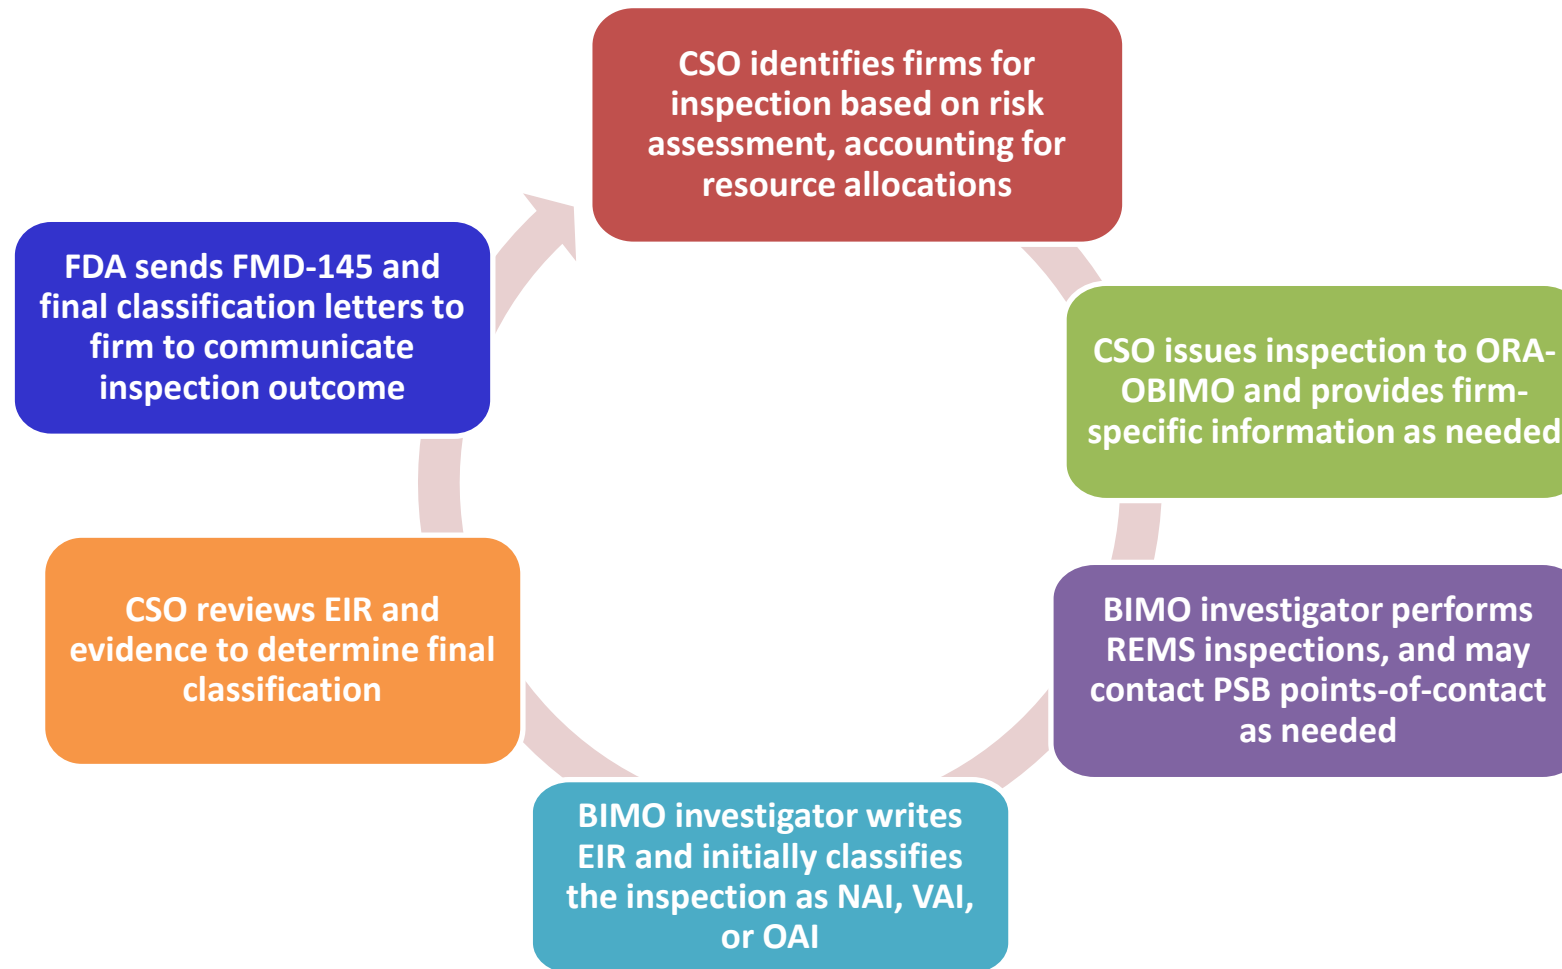 CSO identifies firms for
inspection based on risk
assessment, accounting for
resource allocations
CSO issues inspection to ORA-
OBIMO and provides firm-
specific information as needed
BIMO investigator performs
REMS inspections, and may
contact PSB points-of-contact
as needed
BIMO investigator writes
EIR and initially classifies
the inspection as NAI, VAI,
or OAI
CSO reviews EIR and
evidence to determine final
classification
FDA sends FMD-145 and
final classification letters to
firm to communicate
inspection outcome